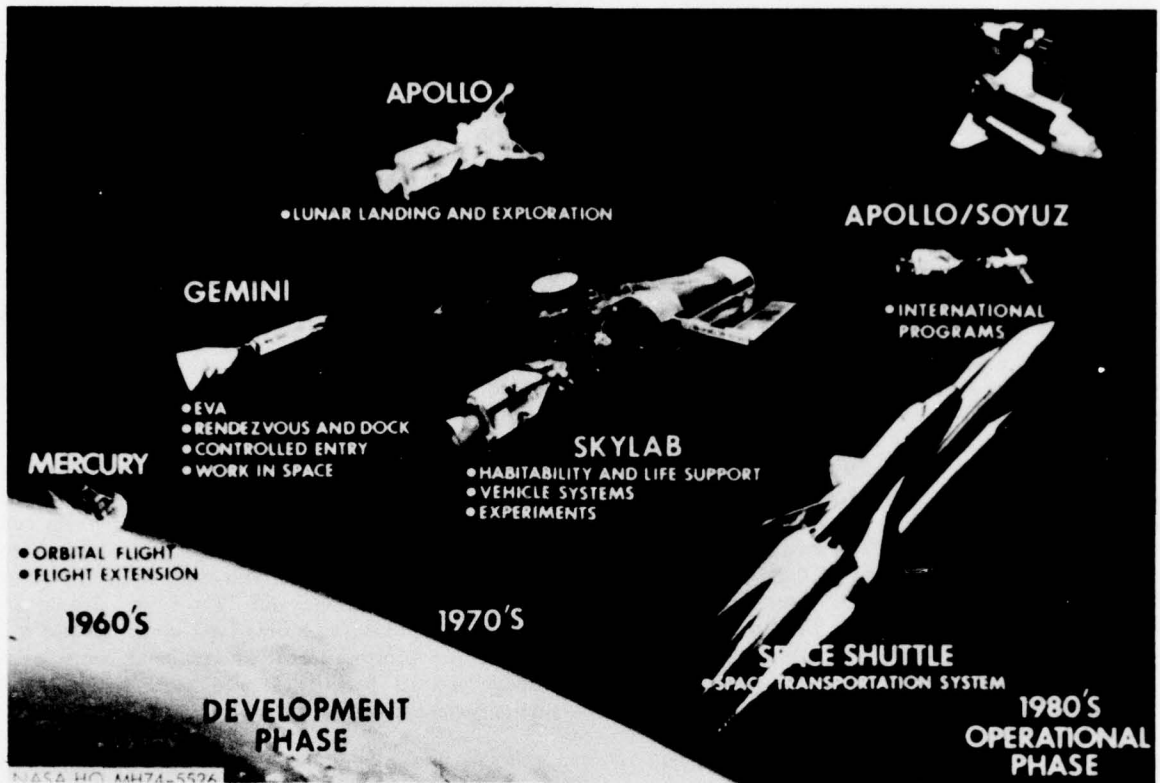 APOLLO
● LUNAR LANDING AND EXPLORATION
APOLLO/SOYUZ
● INTERNATIONAL
PROGRAMS
GEMINI
● EVA
● RENDEZVOUS AND DOCK
● CONTROLLED ENTRY
● WORK IN SPACE
SKYLAB
● HABITABILITY AND LIFE SUPPORT
● VEHICLE SYSTEMS
● EXPERIMENTS
MERCURY
● ORBITAL FLIGHT
● FLIGHT EXTENSION
1960'S
1970'S
SPACE SHUTTLE
● SPACE TRANSPORTATION SYSTEM
1980'S
OPERATIONAL
PHASE
DEVELOPMENT
PHASE
NASA HQ MH74-5526